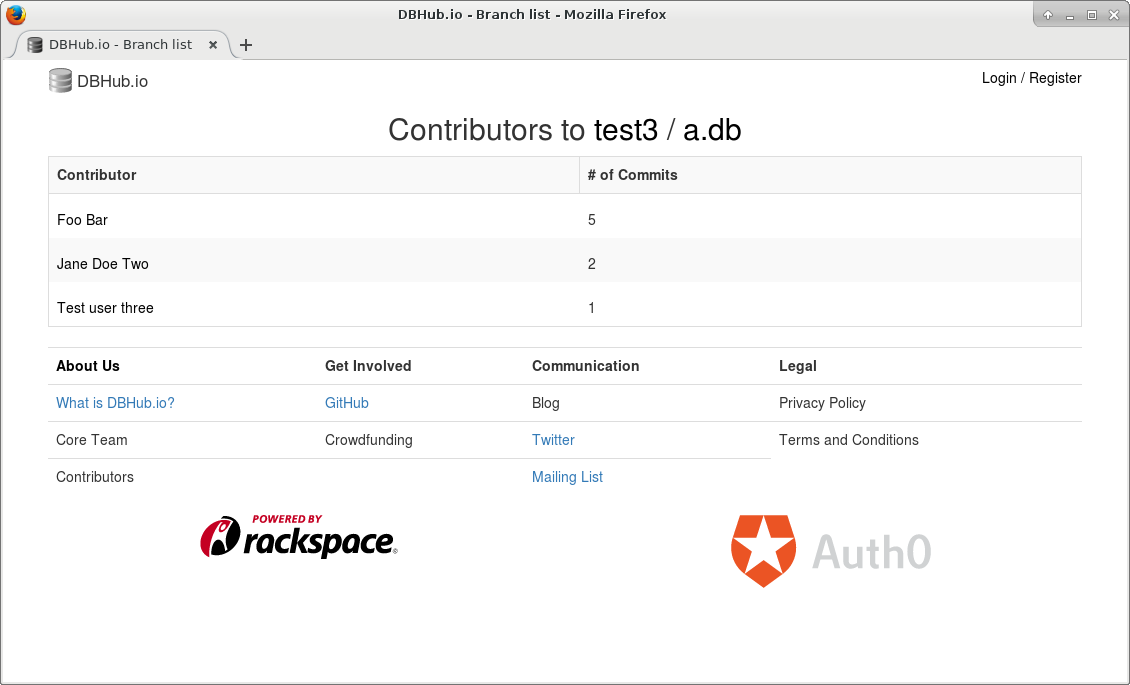 DBHub.io - Branch list - Mozilla Firefox
DBHub.io - Branch list
DBHub.io
Login / Register
Contributors to test3 / a.db
Contributor # of Commits
Foo Bar 5
Jane Doe Two 2
Test user three 1
About Us Get Involved Communication Legal
What is DBHub.io? GitHub Blog Privacy Policy
Core Team Crowdfunding Twitter Terms and Conditions
Contributors Mailing List
POWERED BY
rackspace®
Auth0